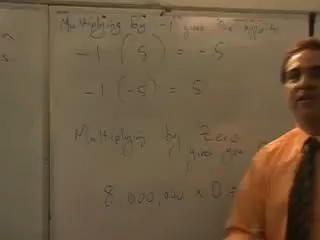 Multiplying by -1 gives the opposite
-1 (5) = -5
-1 (-5) = 5
Multiplying by Zero
gives you
8,000,000 x 0 =